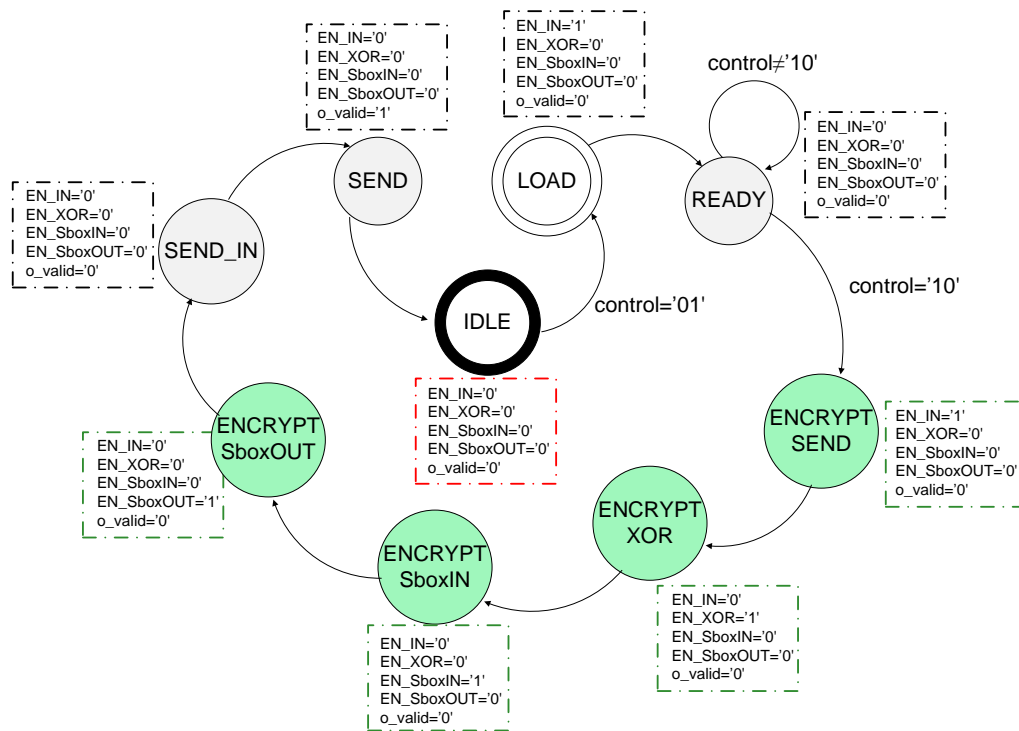 EN_IN='0'
EN_XOR='0'
EN_SboxIN='0'
EN_SboxOUT='0'
o_valid='1'
SEND
EN_IN='1'
EN_XOR='0'
EN_SboxIN='0'
EN_SboxOUT='0'
o_valid='0'
LOAD
control≠'10'
EN_IN='0'
EN_XOR='0'
EN_SboxIN='0'
EN_SboxOUT='0'
o_valid='0'
READY
EN_IN='0'
EN_XOR='0'
EN_SboxIN='0'
EN_SboxOUT='0'
o_valid='0'
SEND_IN
IDLE
control='01'
control='10'
EN_IN='0'
EN_XOR='0'
EN_SboxIN='0'
EN_SboxOUT='0'
o_valid='0'
ENCRYPT
SboxOUT
EN_IN='0'
EN_XOR='0'
EN_SboxIN='0'
EN_SboxOUT='1'
o_valid='0'
ENCRYPT
SEND
EN_IN='1'
EN_XOR='0'
EN_SboxIN='0'
EN_SboxOUT='0'
o_valid='0'
ENCRYPT
XOR
EN_IN='0'
EN_XOR='1'
EN_SboxIN='0'
EN_SboxOUT='0'
o_valid='0'
ENCRYPT
SboxIN
EN_IN='0'
EN_XOR='0'
EN_SboxIN='1'
EN_SboxOUT='0'
o_valid='0'